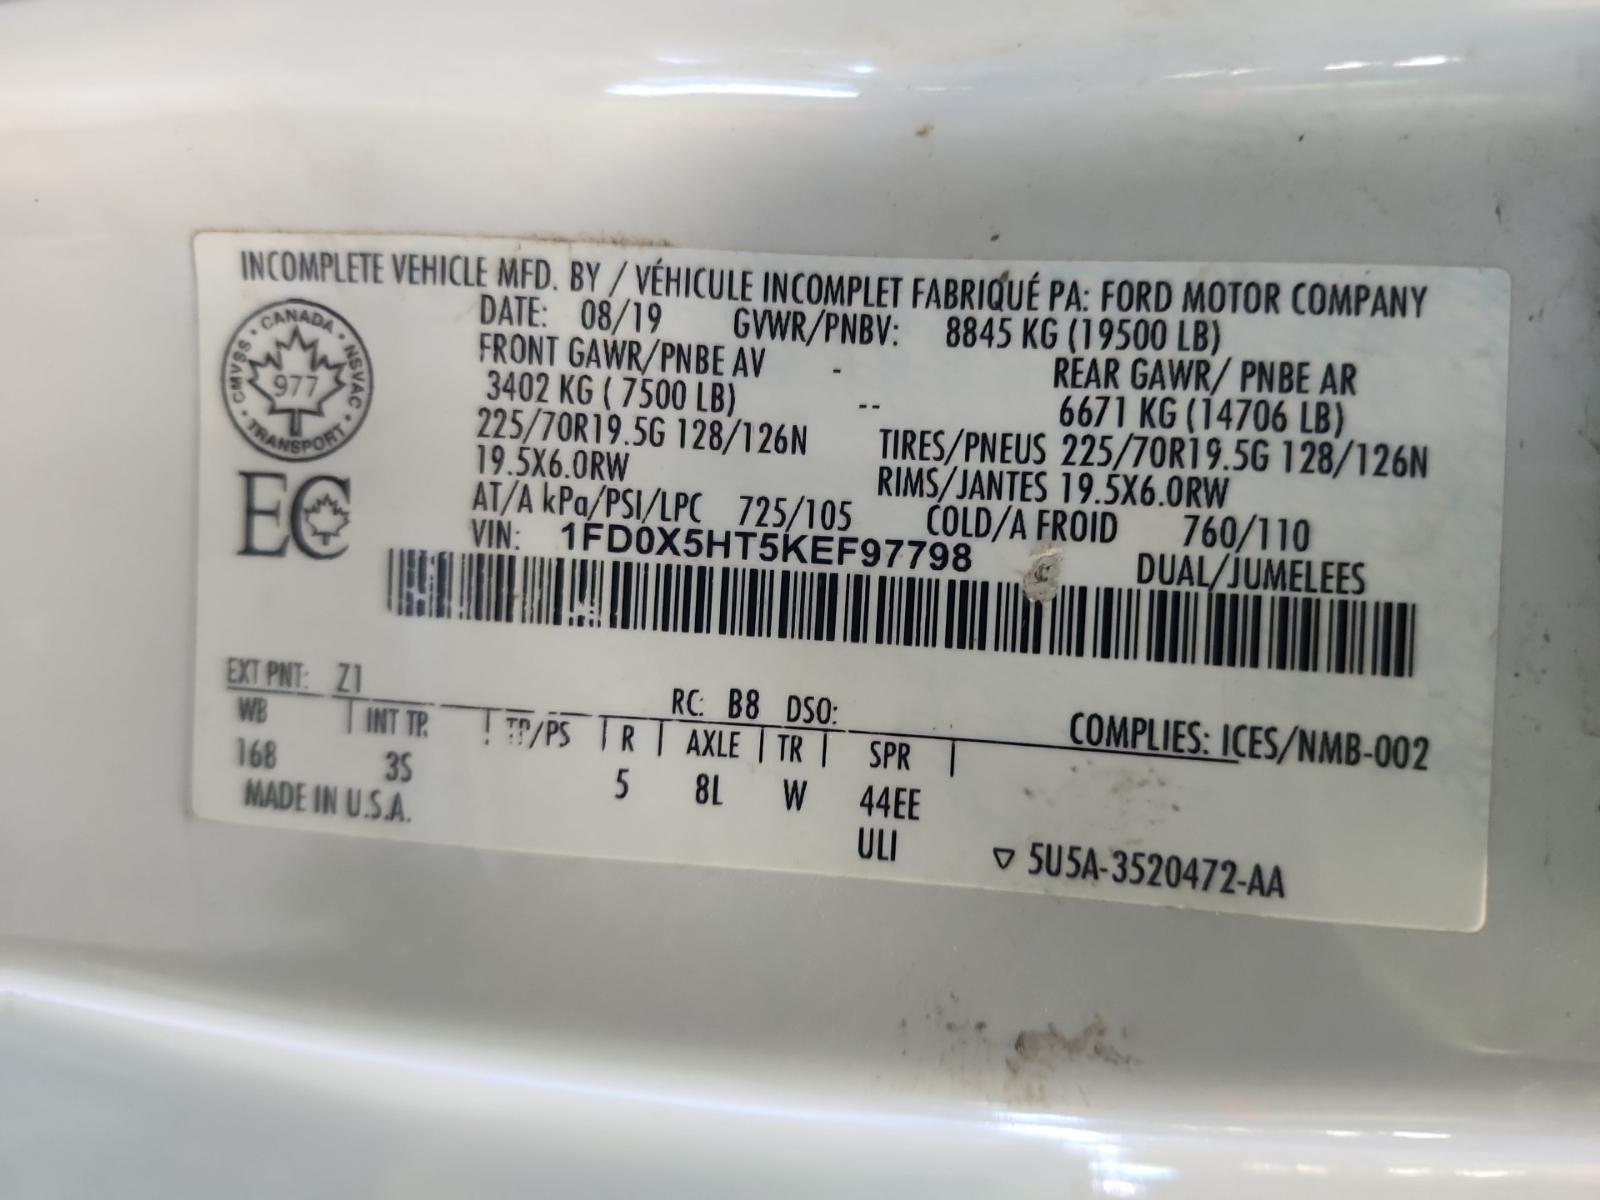 INCOMPLETE VEHICLE MFD. BY / VÉHICULE INCOMPLET FABRIQUÉ PA: FORD MOTOR COMPANY
DATE: 08/19 GVWR/PNBV: 8845 KG (19500 LB)
FRONT GAWR/PNBE AV - REAR GAWR/ PNBE AR
3402 KG ( 7500 LB) -- 6671 KG (14706 LB)
225/70R19.5G 128/126N TIRES/PNEUS 225/70R19.5G 128/126N
19.5X6.0RW RIMS/JANTES 19.5X6.0RW
AT/A kPa/PSI/LPC 725/105 COLD/A FROID 760/110
VIN: 1FD0X5HT5KEF97798 DUAL/JUMELEES
CMVSS • CANADA • NSVAC • TRANSPORT •
977
EC
EXT PNT: Z1 RC: B8 DSO: COMPLIES: ICES/NMB-002
WB | INT TR. | TP/PS | R | AXLE | TR | SPR |
168 3S 5 8L W 44EE
MADE IN U.S.A. ULI
▽ 5U5A-3520472-AA